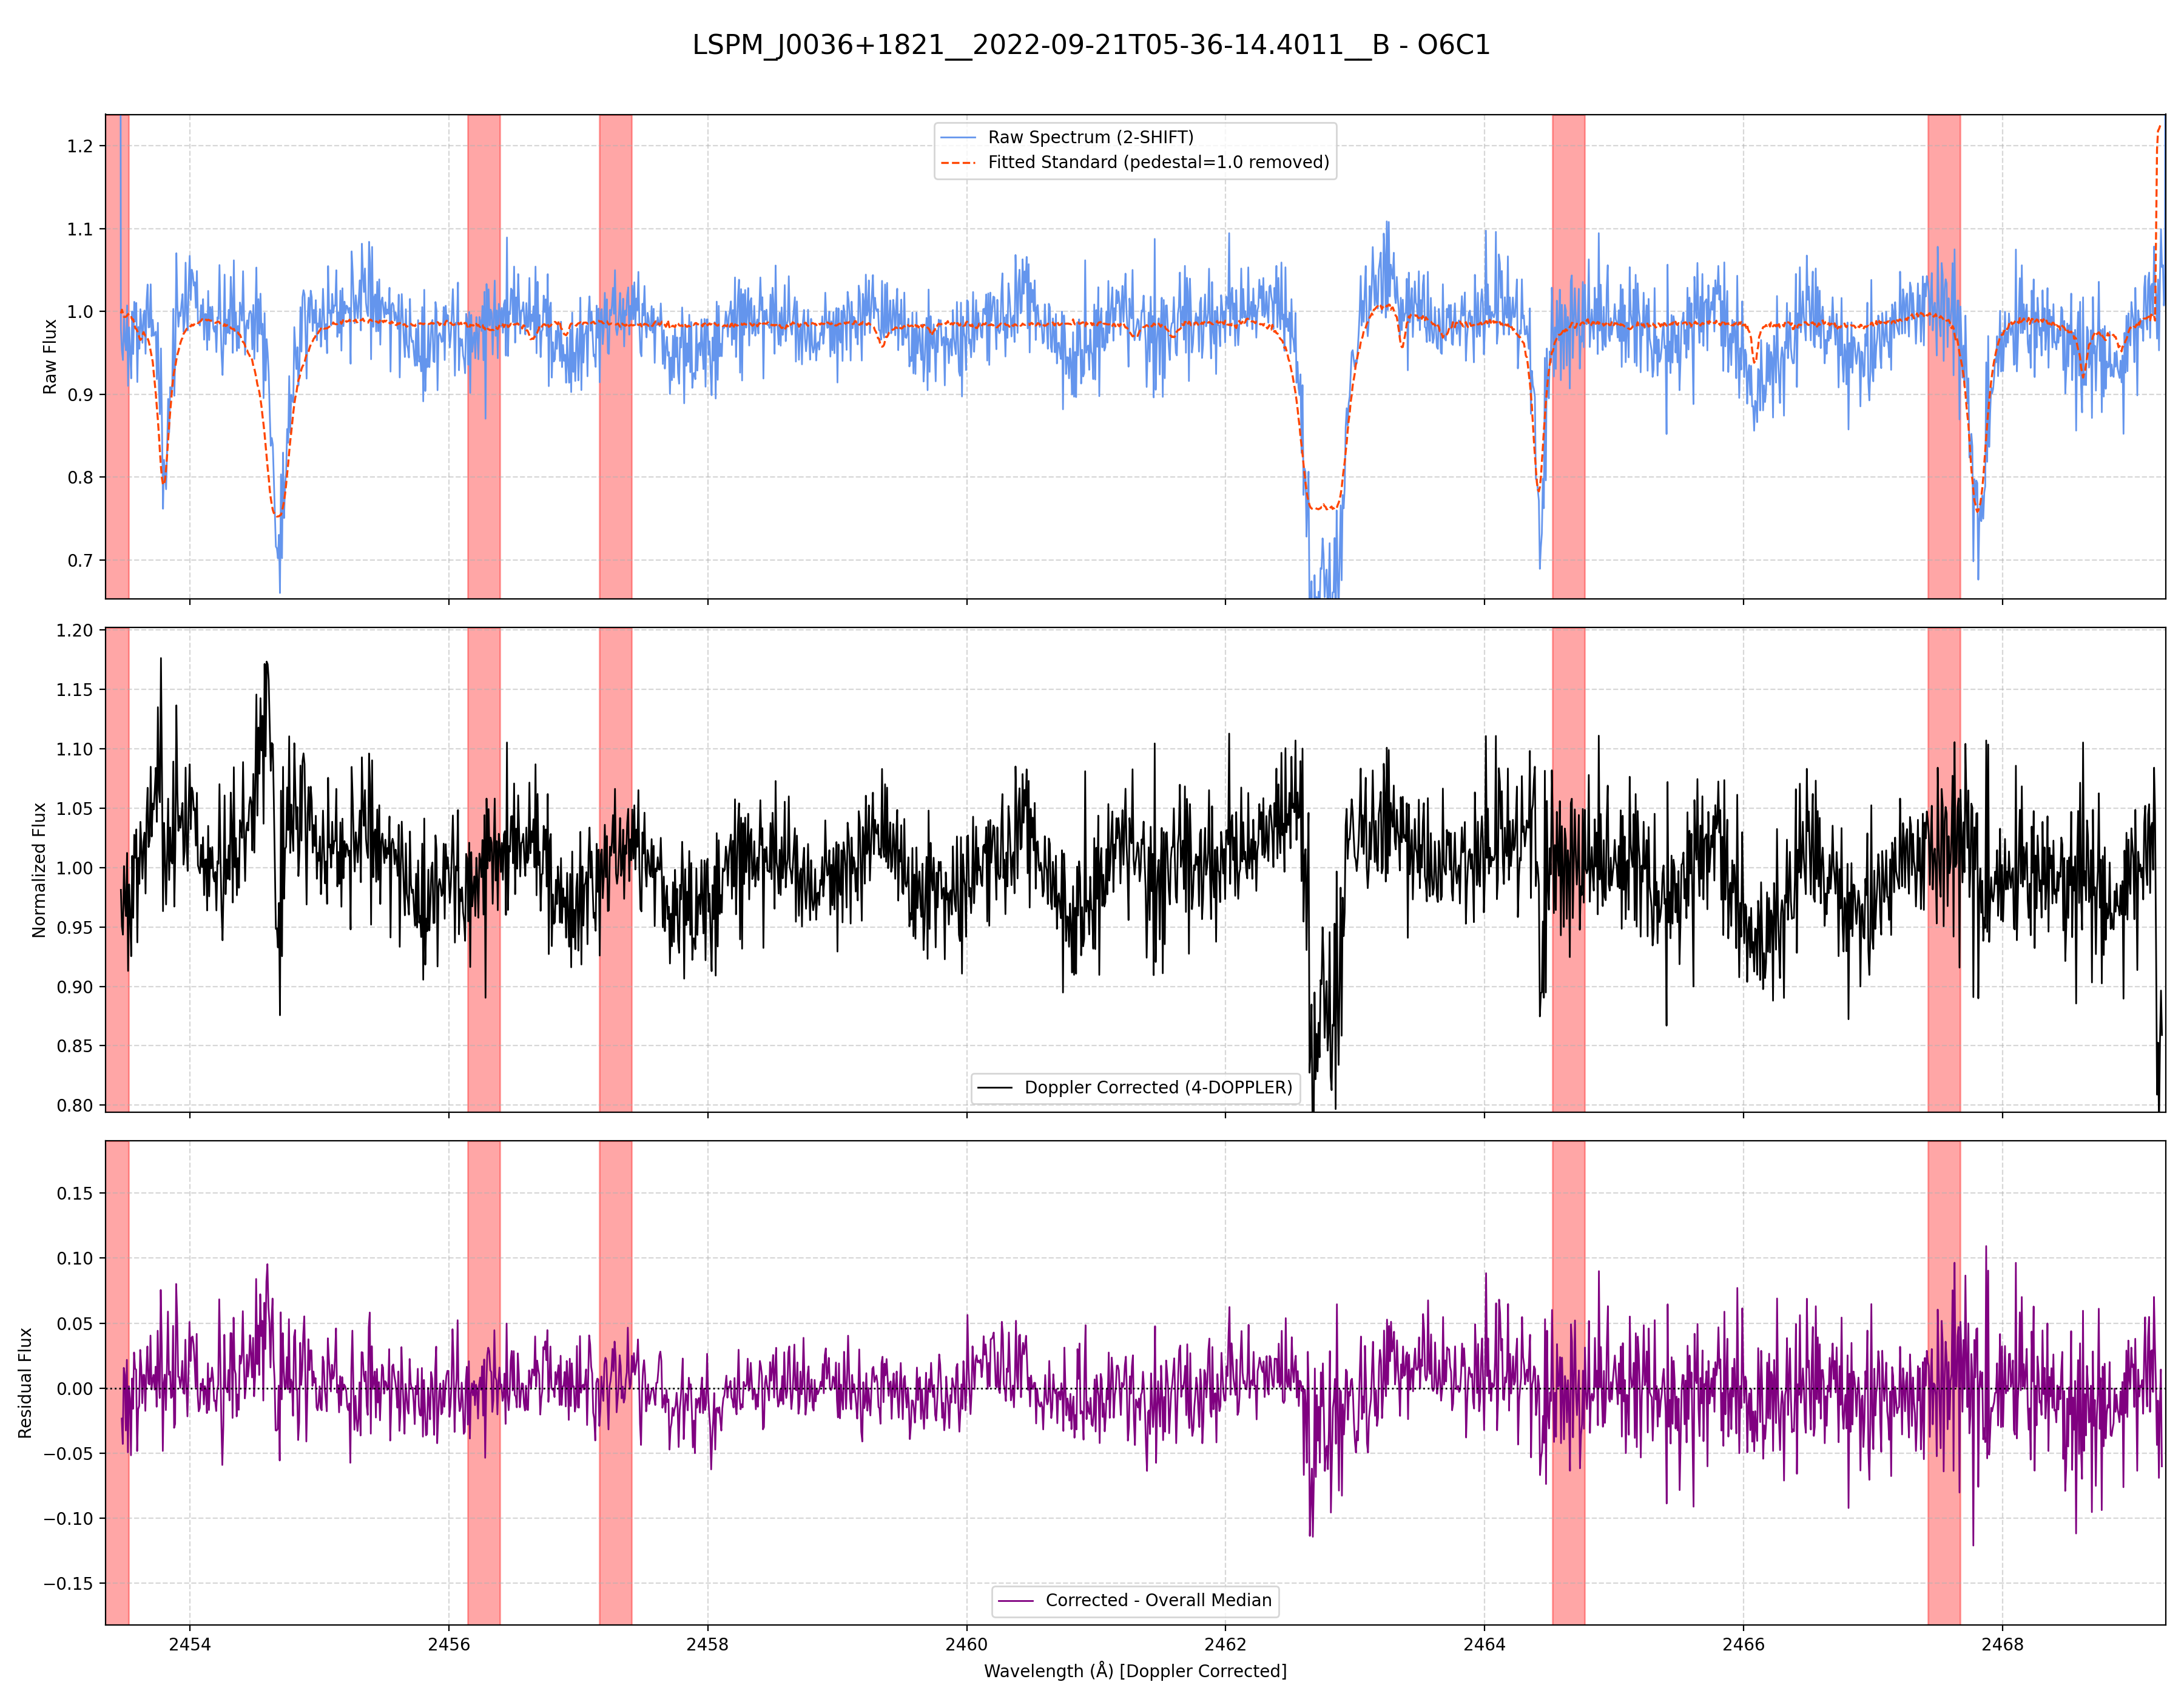 LSPM_J0036+1821__2022-09-21T05-36-14.4011__B - O6C1
Raw Flux
1.2
1.1
1.0
0.9
0.8
0.7
Raw Spectrum (2-SHIFT)
Fitted Standard (pedestal=1.0 removed)
Normalized Flux
1.20
1.15
1.10
1.05
1.00
0.95
0.90
0.85
0.80
Doppler Corrected (4-DOPPLER)
Residual Flux
0.15
0.10
0.05
0.00
−0.05
−0.10
−0.15
Corrected - Overall Median
2454 2456 2458 2460 2462 2464 2466 2468
Wavelength (Å) [Doppler Corrected]